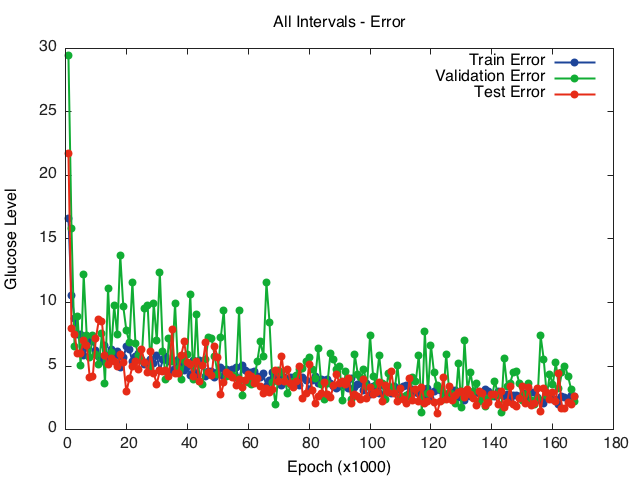 All Intervals - Error
Train Error
Validation Error
Test Error
Glucose Level
30
25
20
15
10
5
0
0 20 40 60 80 100 120 140 160 180
Epoch (x1000)